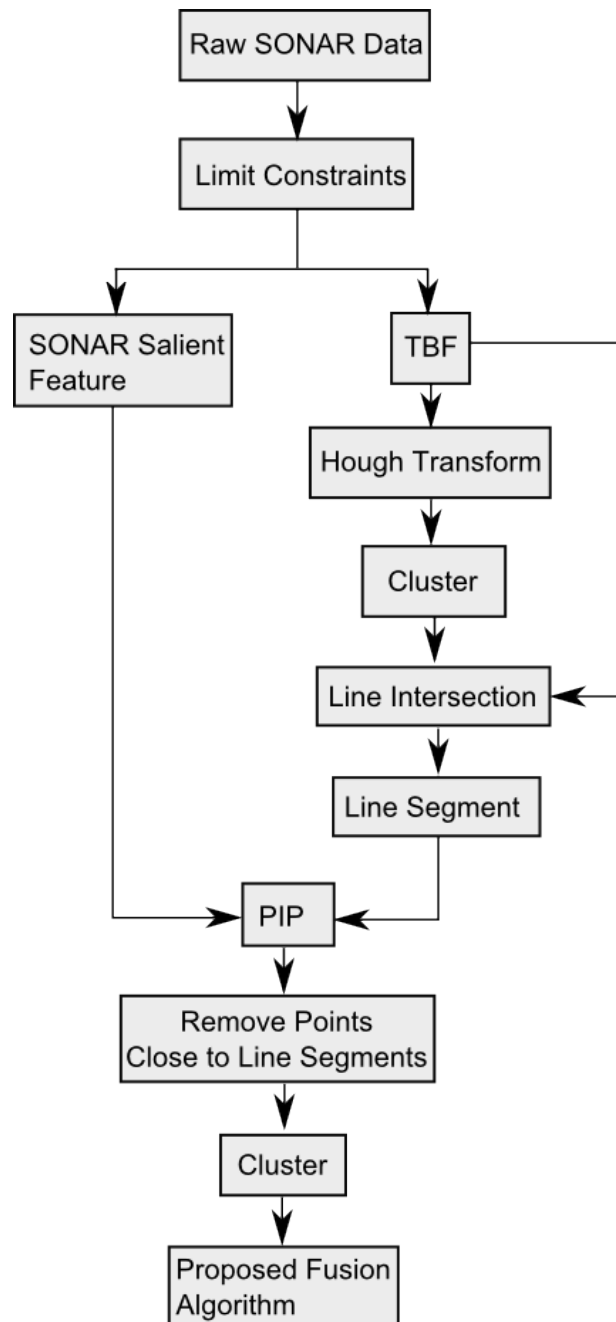 Raw SONAR Data
Limit Constraints
SONAR Salient
Feature
TBF
Hough Transform
Cluster
Line Intersection
Line Segment
PIP
Remove Points
Close to Line Segments
Cluster
Proposed Fusion
Algorithm